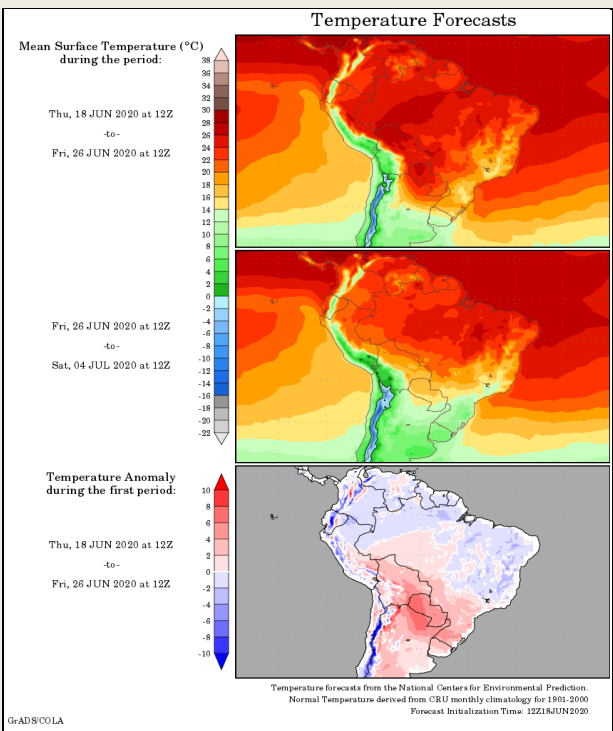 Temperature Forecasts
Mean Surface Temperature (°C)
during the period:
Thu, 18 JUN 2020 at 12Z
-to-
Fri, 26 JUN 2020 at 12Z
38
36
34
32
30
28
26
24
22
20
18
16
14
12
10
8
6
4
2
0
-2
-4
-6
-8
-10
-12
-14
-16
-18
-20
-22
Fri, 26 JUN 2020 at 12Z
-to-
Sat, 04 JUL 2020 at 12Z
Temperature Anomaly
during the first period:
Thu, 18 JUN 2020 at 12Z
-to-
Fri, 26 JUN 2020 at 12Z
10
8
6
4
2
0
-2
-4
-6
-8
-10
Temperature forecasts from the National Centers for Environmental Prediction.
Normal Temperature derived from CRU monthly climatology for 1901-2000
Forecast Initialization Time: 12Z18JUN2020
GrADS/COLA